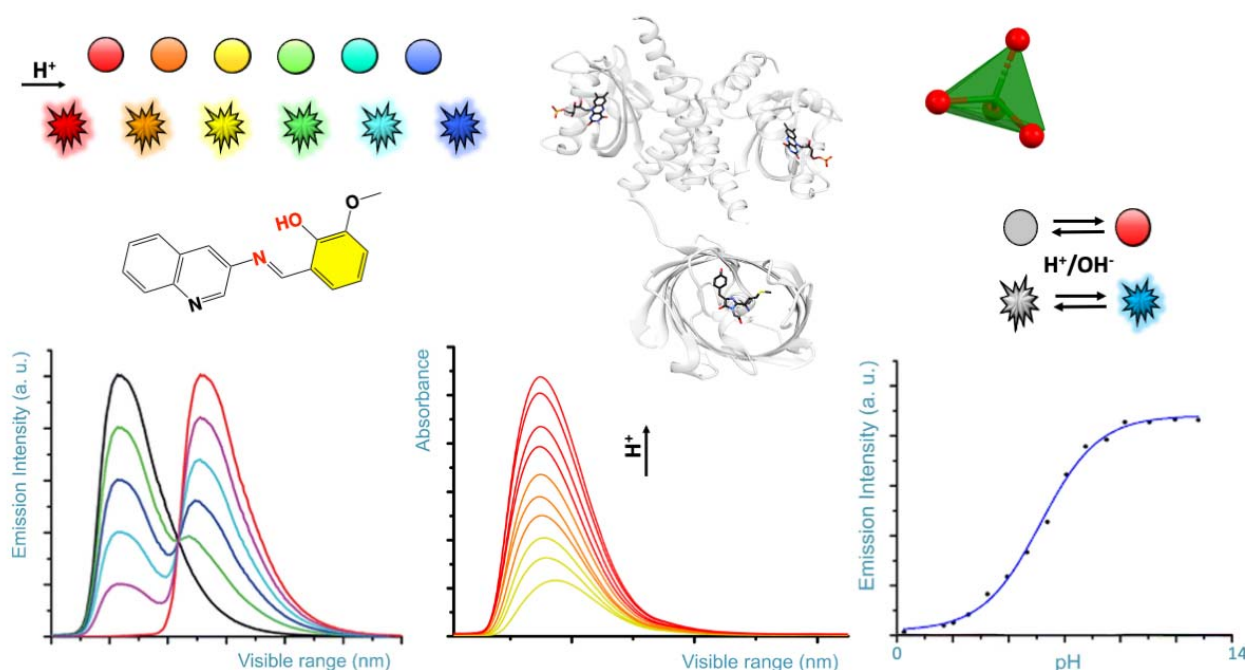 H⁺
HO
O
N
N
H⁺/OH⁻
Emission Intensity (a. u.)
Visible range (nm)
Absorbance
H⁺
Visible range (nm)
Emission Intensity (a. u.)
0
pH
14